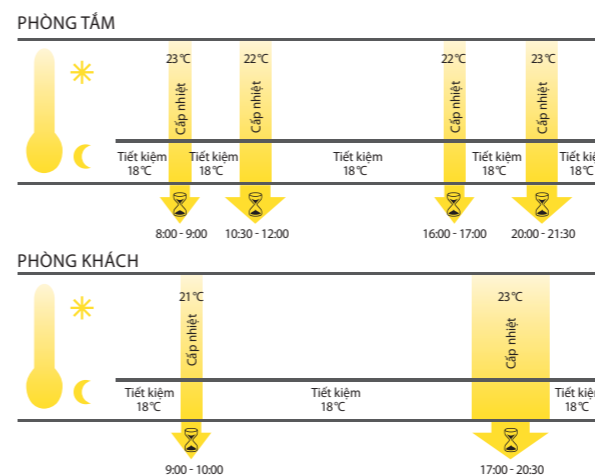 PHÒNG TẮM
23℃ 22℃ 22℃ 23℃
Cấp nhiệt Cấp nhiệt Cấp nhiệt Cấp nhiệt
Tiết kiệm Tiết kiệm Tiết kiệm Tiết kiệm Tiết
18℃ 18℃ 18℃ 18℃ 18℃
8:00 - 9:00 10:30 - 12:00 16:00 - 17:00 20:00 - 21:30
PHÒNG KHÁCH
21℃ 23℃
Cấp nhiệt Cấp nhiệt
Tiết kiệm Tiết kiệm Tiết
18℃ 18℃ 18℃
9:00 - 10:00 17:00 - 20:30